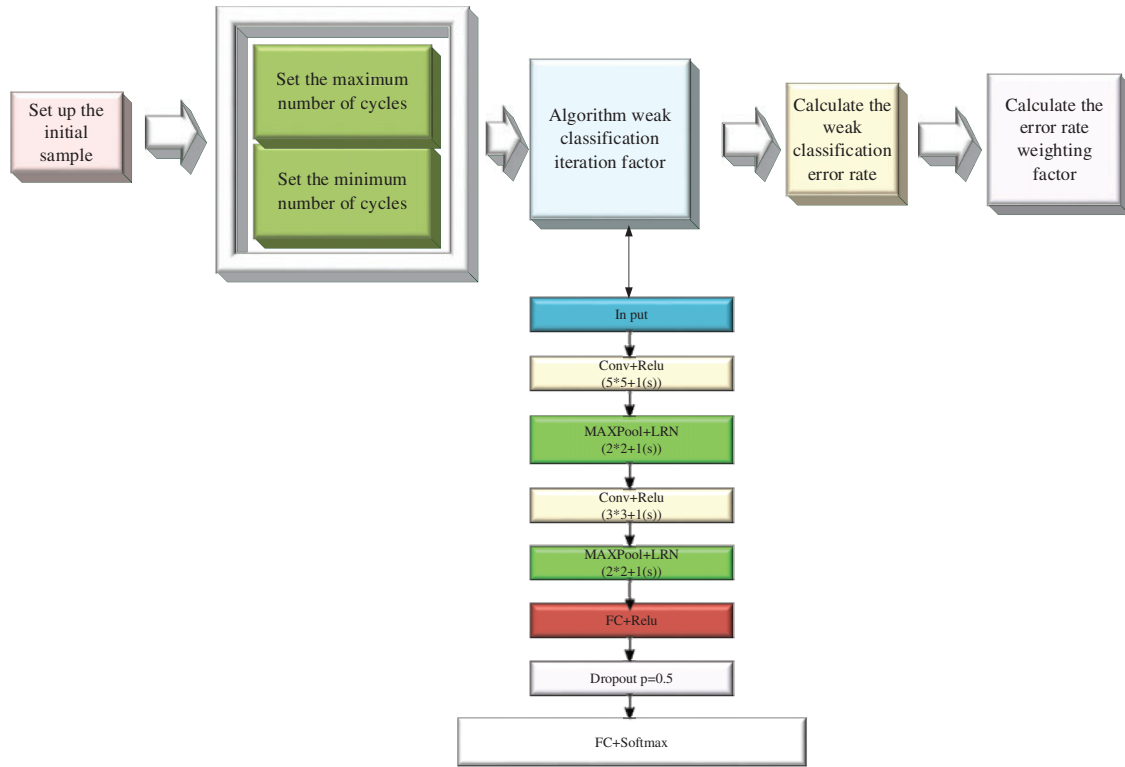 Set up the
initial
sample
Set the maximum
number of cycles
Set the minimum
number of cycles
Algorithm weak
classification
iteration factor
Calculate the
weak
classification
error rate
Calculate the
error rate
weighting
factor
In put
Conv+Relu
(5*5+1(s))
MAXPool+LRN
(2*2+1(s))
Conv+Relu
(3*3+1(s))
MAXPool+LRN
(2*2+1(s))
FC+Relu
Dropout p=0.5
FC+Softmax